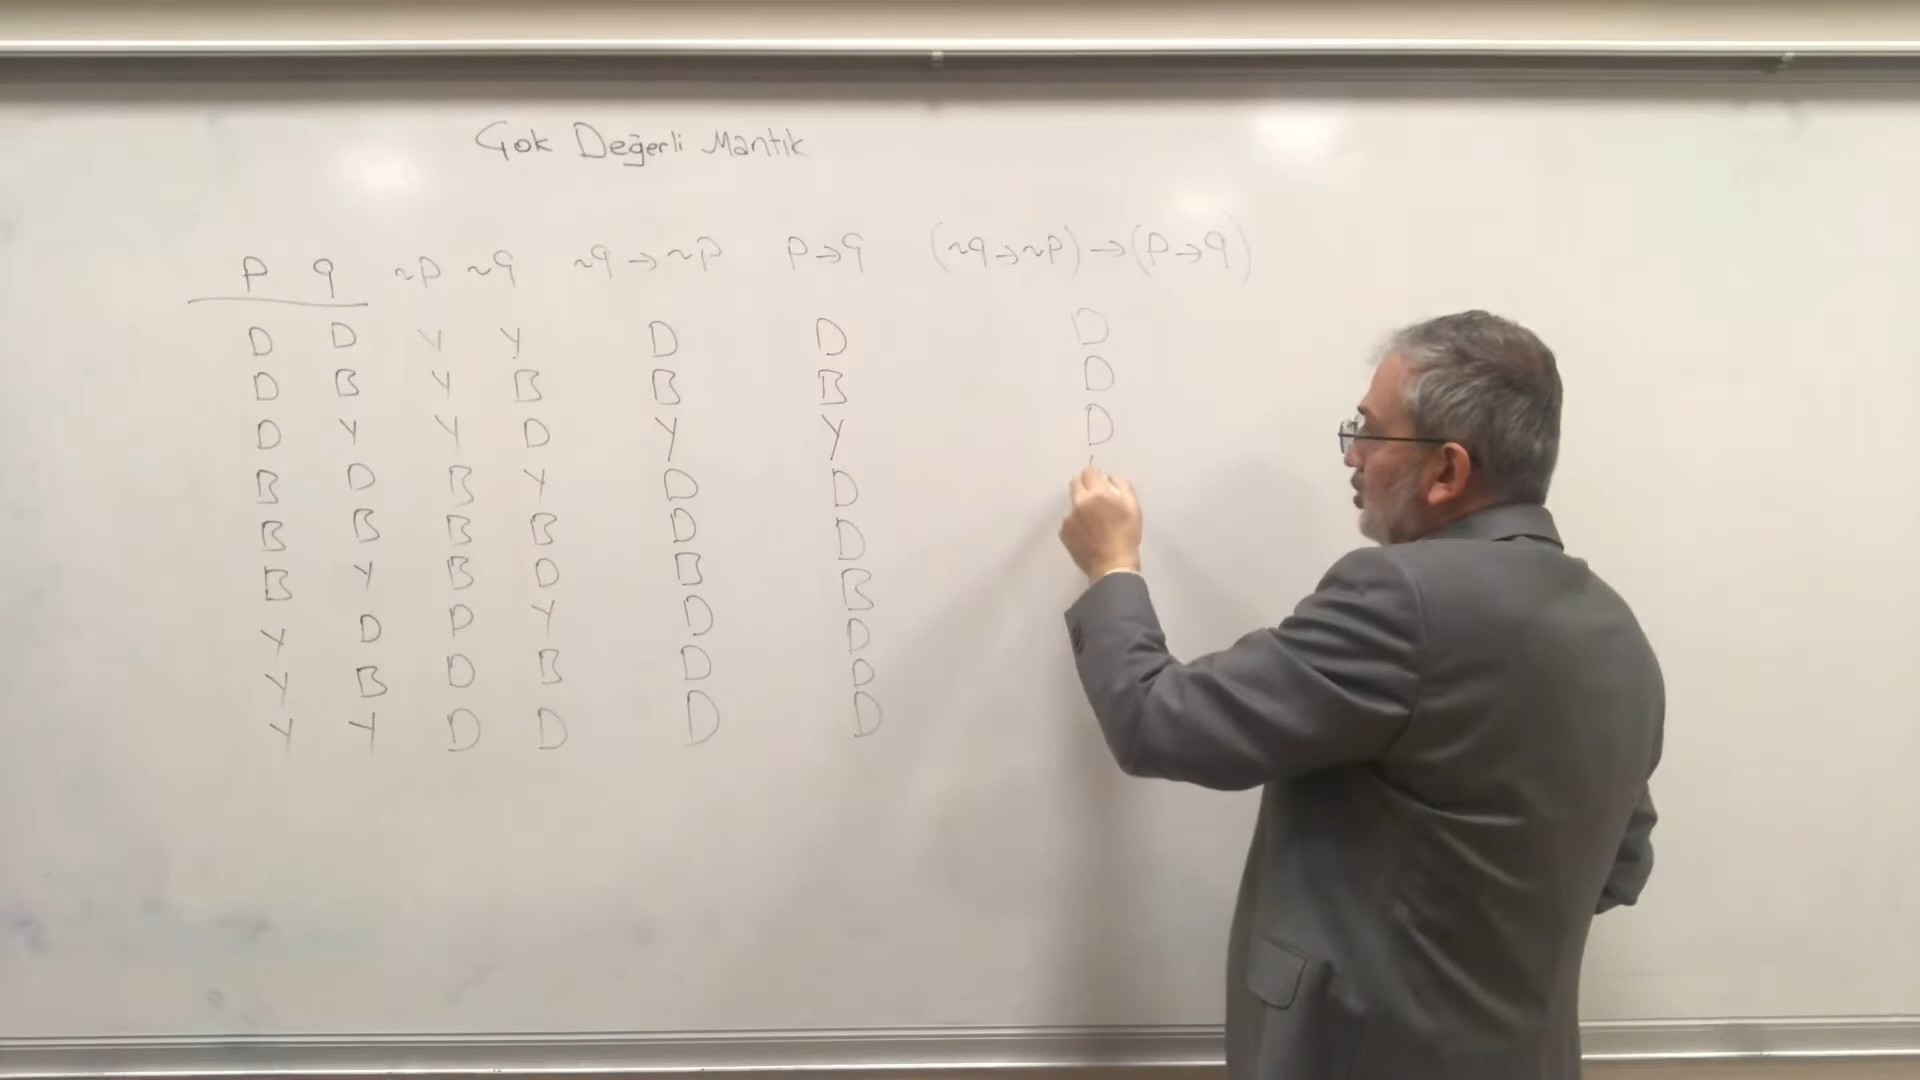 Çok Değerli Mantık
p q ~p ~q ~q→~p p→q (~q→~p)→(p→q)
D D Y Y D D D
D B Y B B B D
D Y Y D Y Y D
B D B Y D D
B B B B D D
B Y B D B B
Y D D Y D D
Y B D B D D
Y Y D D D D